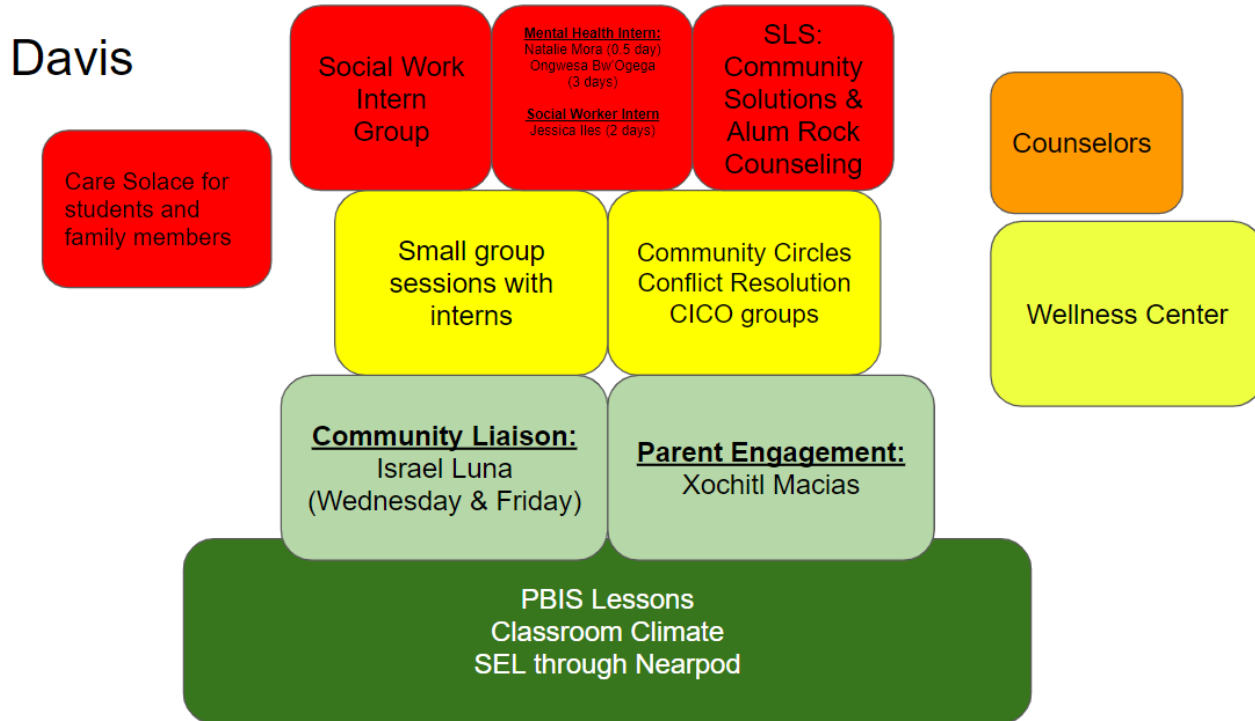 Davis
Social Work
Intern
Group
Mental Health Intern:
Natalie Mora (0.5 day)
Ongwesa Bw'Ogega
(3 days)
Social Worker Intern
Jessica Iles (2 days)
SLS:
Community
Solutions &
Alum Rock
Counseling
Counselors
Care Solace for
students and
family members
Small group
sessions with
interns
Community Circles
Conflict Resolution
CICO groups
Wellness Center
Community Liaison:
Israel Luna
(Wednesday & Friday)
Parent Engagement:
Xochitl Macias
PBIS Lessons
Classroom Climate
SEL through Nearpod